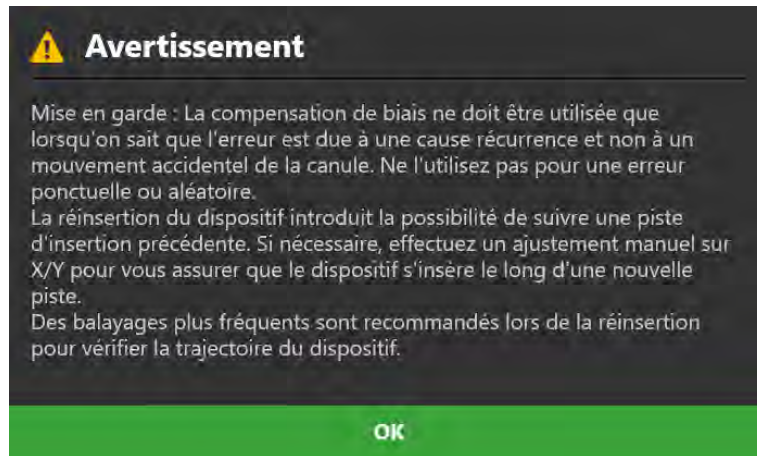 Avertissement
Mise en garde : La compensation de biais ne doit être utilisée que
lorsqu'on sait que l'erreur est due à une cause récurrence et non à un
mouvement accidentel de la canule. Ne l'utilisez pas pour une erreur
ponctuelle ou aléatoire.
La réinsertion du dispositif introduit la possibilité de suivre une piste
d'insertion précédente. Si nécessaire, effectuez un ajustement manuel sur
X/Y pour vous assurer que le dispositif s'insère le long d'une nouvelle
piste.
Des balayages plus fréquents sont recommandés lors de la réinsertion
pour vérifier la trajectoire du dispositif.
OK